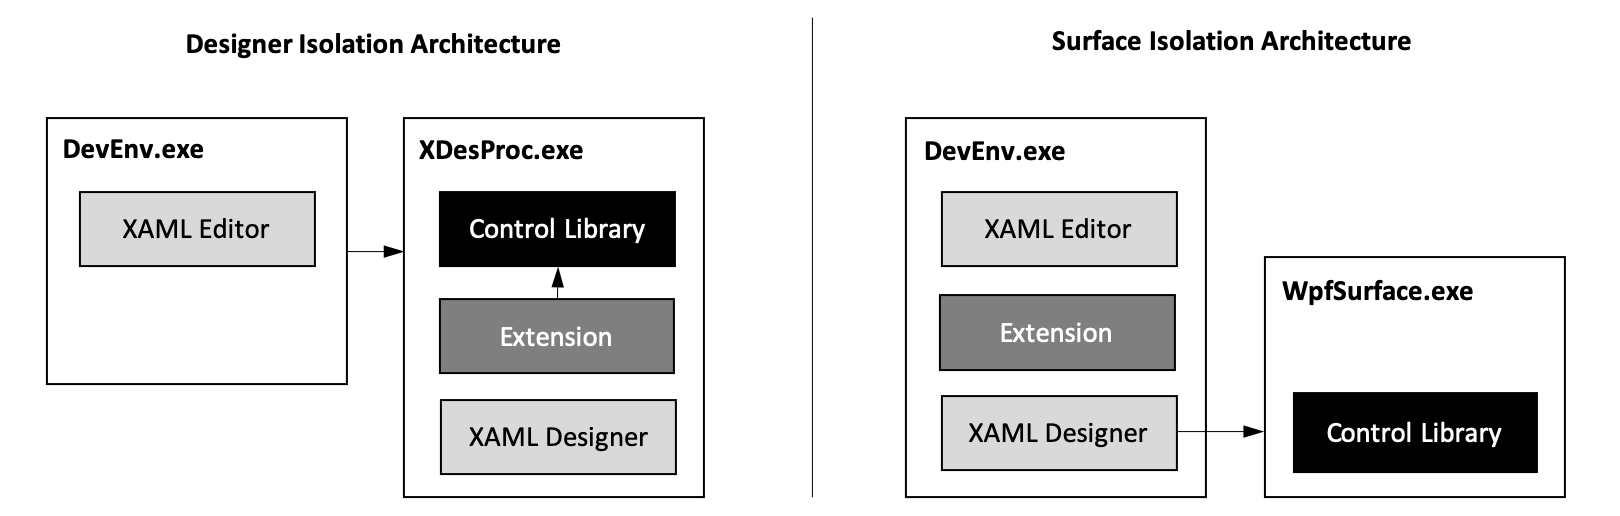 Designer Isolation Architecture
DevEnv.exe
XAML Editor
XDesProc.exe
Control Library
Extension
XAML Designer
Surface Isolation Architecture
DevEnv.exe
XAML Editor
Extension
XAML Designer
WpfSurface.exe
Control Library